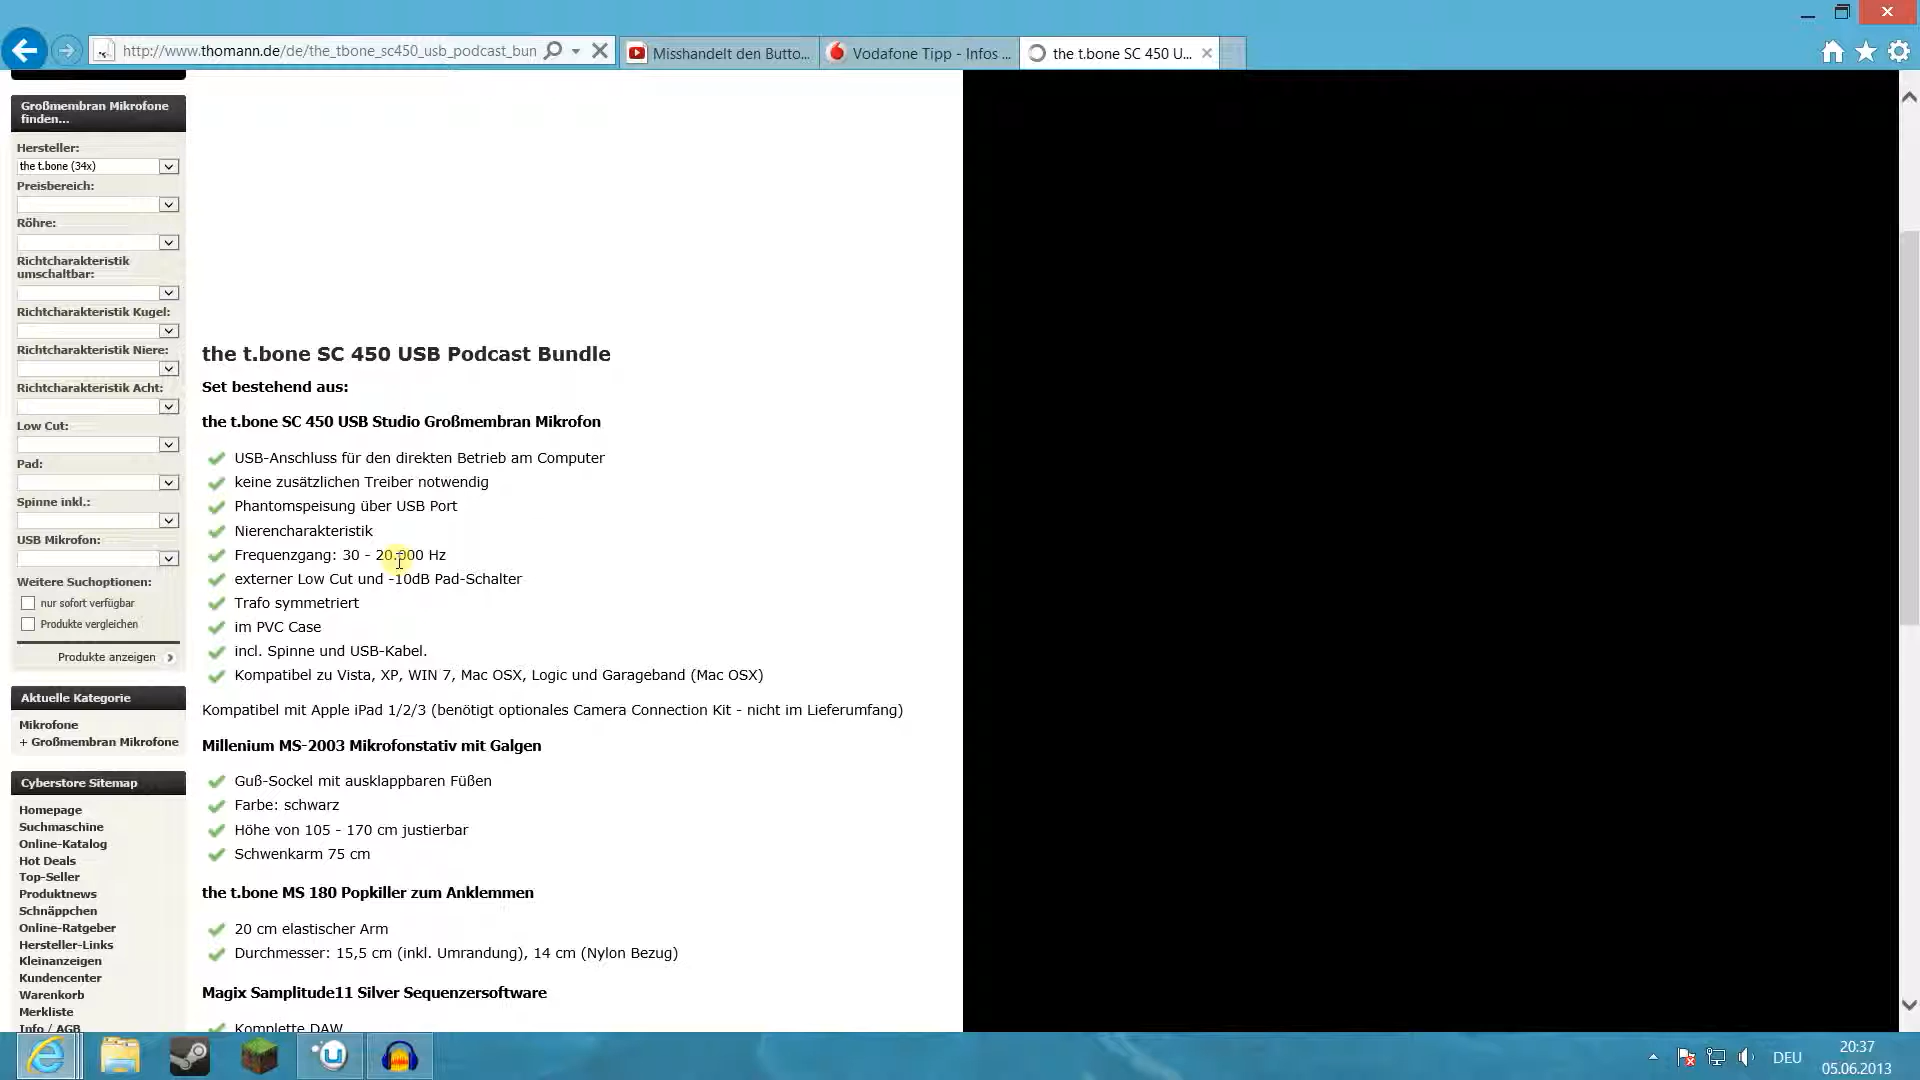 http://www.thomann.de/de/the_tbone_sc450_usb_podcast_bun
Misshandelt den Butto...
Vodafone Tipp - Infos ...
the t.bone SC 450 U...
Großmembran Mikrofone
finden...
Hersteller:
the t.bone (34x)
Preisbereich:
Röhre:
Richtcharakteristik
umschaltbar:
Richtcharakteristik Kugel:
Richtcharakteristik Niere:
Richtcharakteristik Acht:
Low Cut:
Pad:
Spinne inkl.:
USB Mikrofon:
Weitere Suchoptionen:
nur sofort verfügbar
Produkte vergleichen
Produkte anzeigen
Aktuelle Kategorie
Mikrofone
+ Großmembran Mikrofone
Cyberstore Sitemap
Homepage
Suchmaschine
Online-Katalog
Hot Deals
Top-Seller
Produktnews
Schnäppchen
Online-Ratgeber
Hersteller-Links
Kleinanzeigen
Kundencenter
Warenkorb
Merkliste
Info / AGB
the t.bone SC 450 USB Podcast Bundle
Set bestehend aus:
the t.bone SC 450 USB Studio Großmembran Mikrofon
USB-Anschluss für den direkten Betrieb am Computer
keine zusätzlichen Treiber notwendig
Phantomspeisung über USB Port
Nierencharakteristik
Frequenzgang: 30 - 20.000 Hz
externer Low Cut und -10dB Pad-Schalter
Trafo symmetriert
im PVC Case
incl. Spinne und USB-Kabel.
Kompatibel zu Vista, XP, WIN 7, Mac OSX, Logic und Garageband (Mac OSX)
Kompatibel mit Apple iPad 1/2/3 (benötigt optionales Camera Connection Kit - nicht im Lieferumfang)
Millenium MS-2003 Mikrofonstativ mit Galgen
Guß-Sockel mit ausklappbaren Füßen
Farbe: schwarz
Höhe von 105 - 170 cm justierbar
Schwenkarm 75 cm
the t.bone MS 180 Popkiller zum Anklemmen
20 cm elastischer Arm
Durchmesser: 15,5 cm (inkl. Umrandung), 14 cm (Nylon Bezug)
Magix Samplitude11 Silver Sequenzersoftware
Komplette DAW
DEU
20:37
05.06.2013